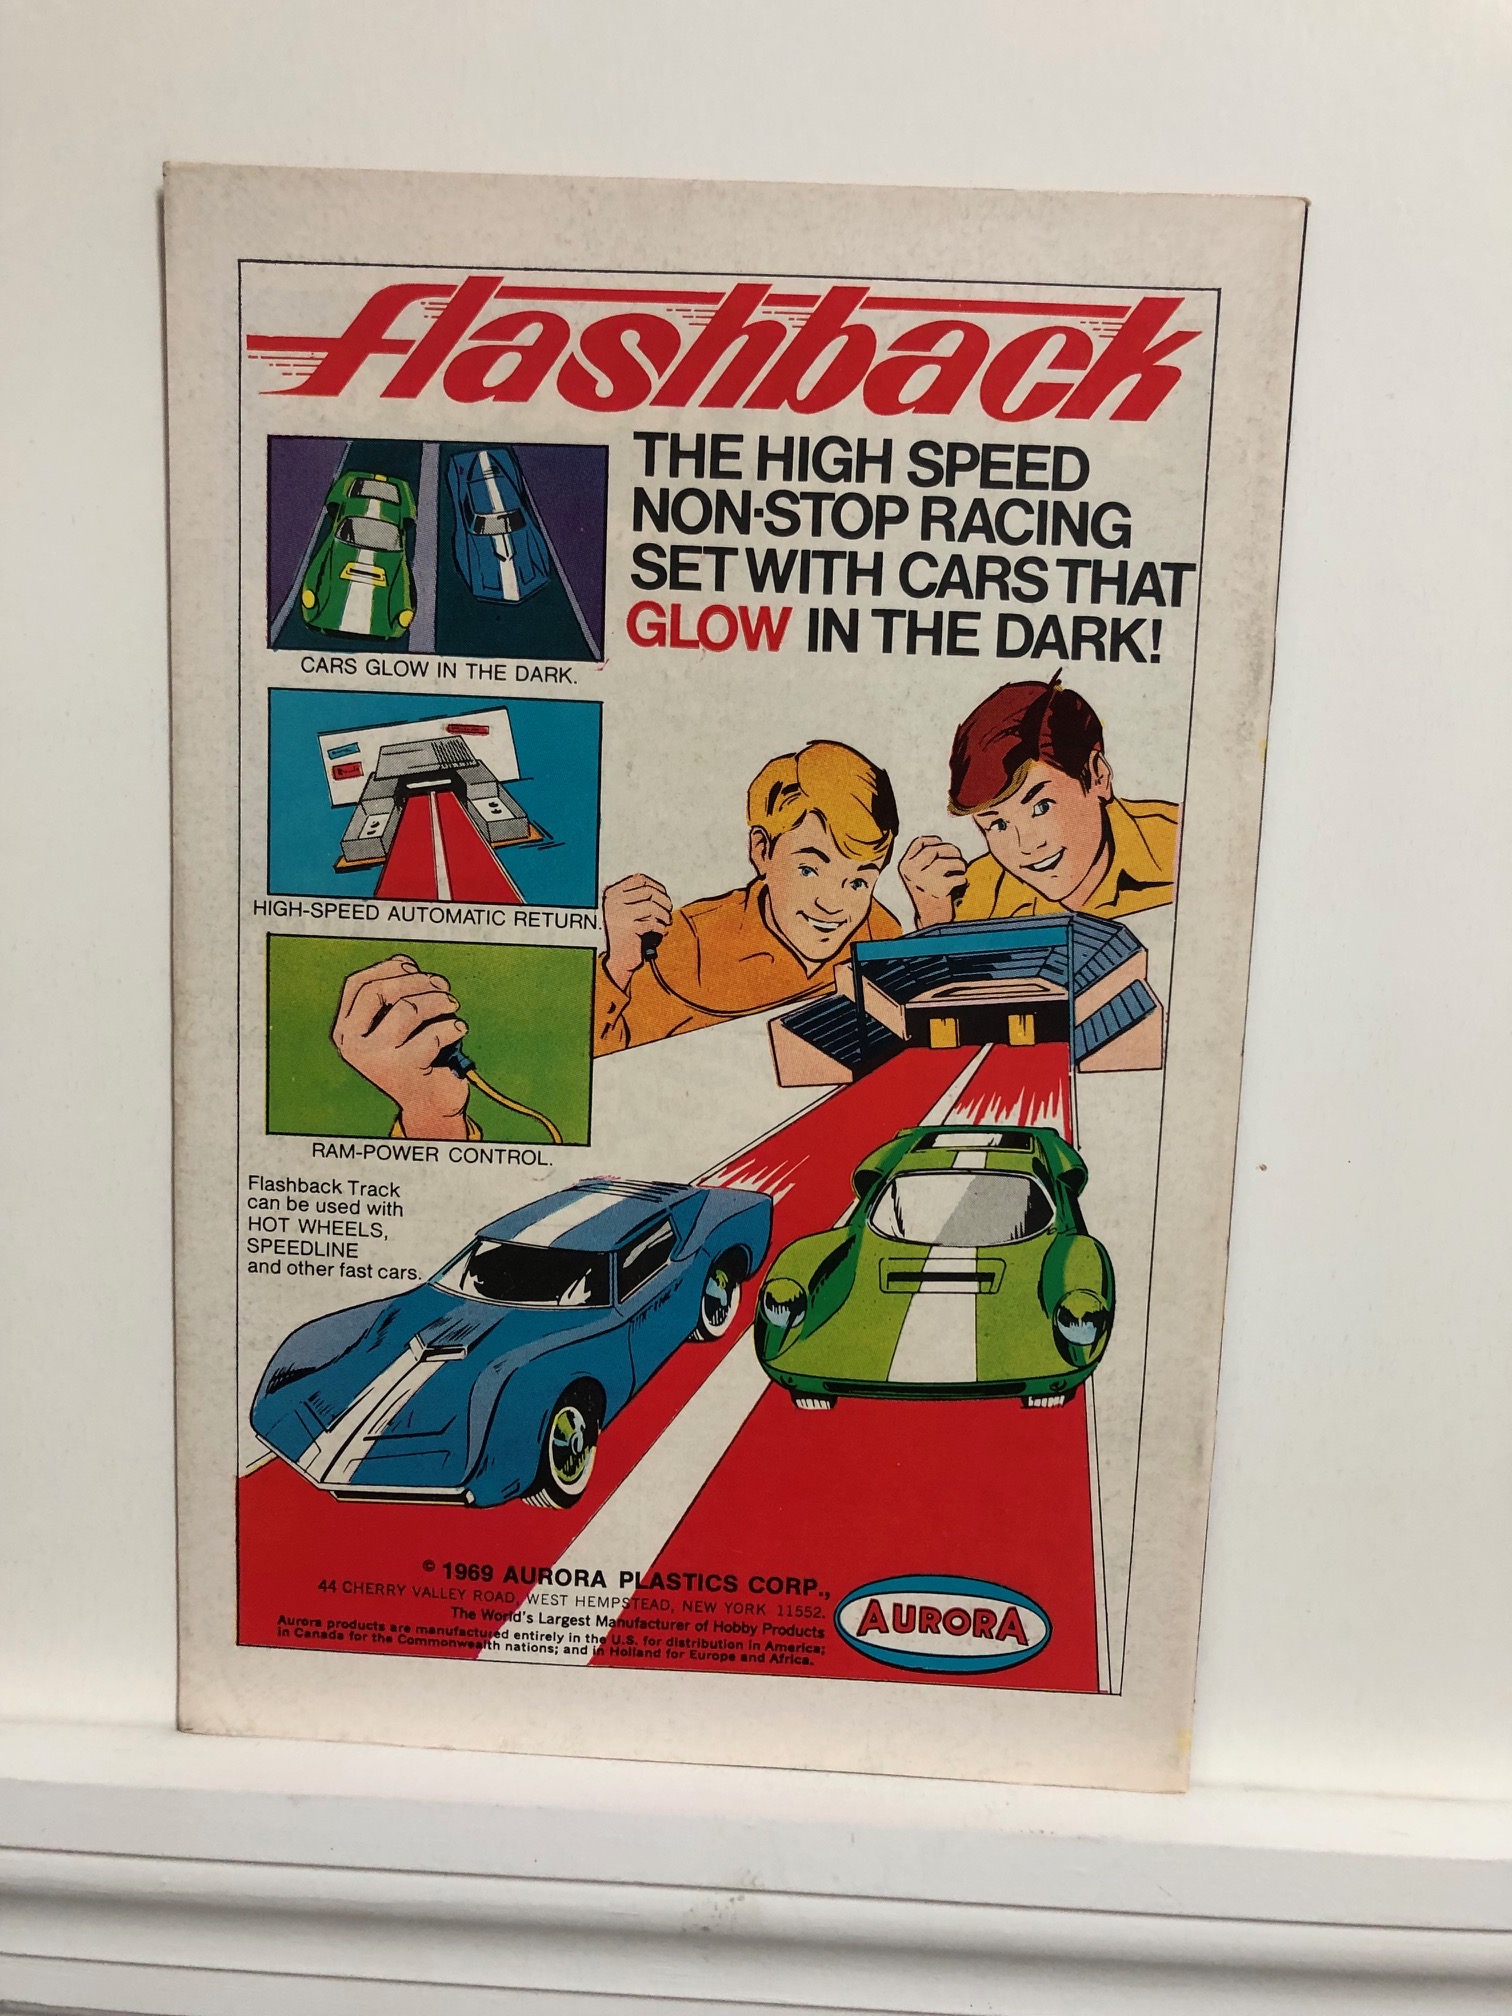 flashback
THE HIGH SPEED
NON-STOP RACING
SET WITH CARS THAT
GLOW IN THE DARK!
CARS GLOW IN THE DARK.
HIGH-SPEED AUTOMATIC RETURN.
RAM-POWER CONTROL.
Flashback Track
can be used with
HOT WHEELS,
SPEEDLINE
and other fast cars.
© 1969 AURORA PLASTICS CORP.,
44 CHERRY VALLEY ROAD, WEST HEMPSTEAD, NEW YORK 11552.
The World's Largest Manufacturer of Hobby Products
Aurora products are manufactured entirely in the U.S. for distribution in America;
in Canada for the Commonwealth nations; and in Holland for Europe and Africa.
AURORA